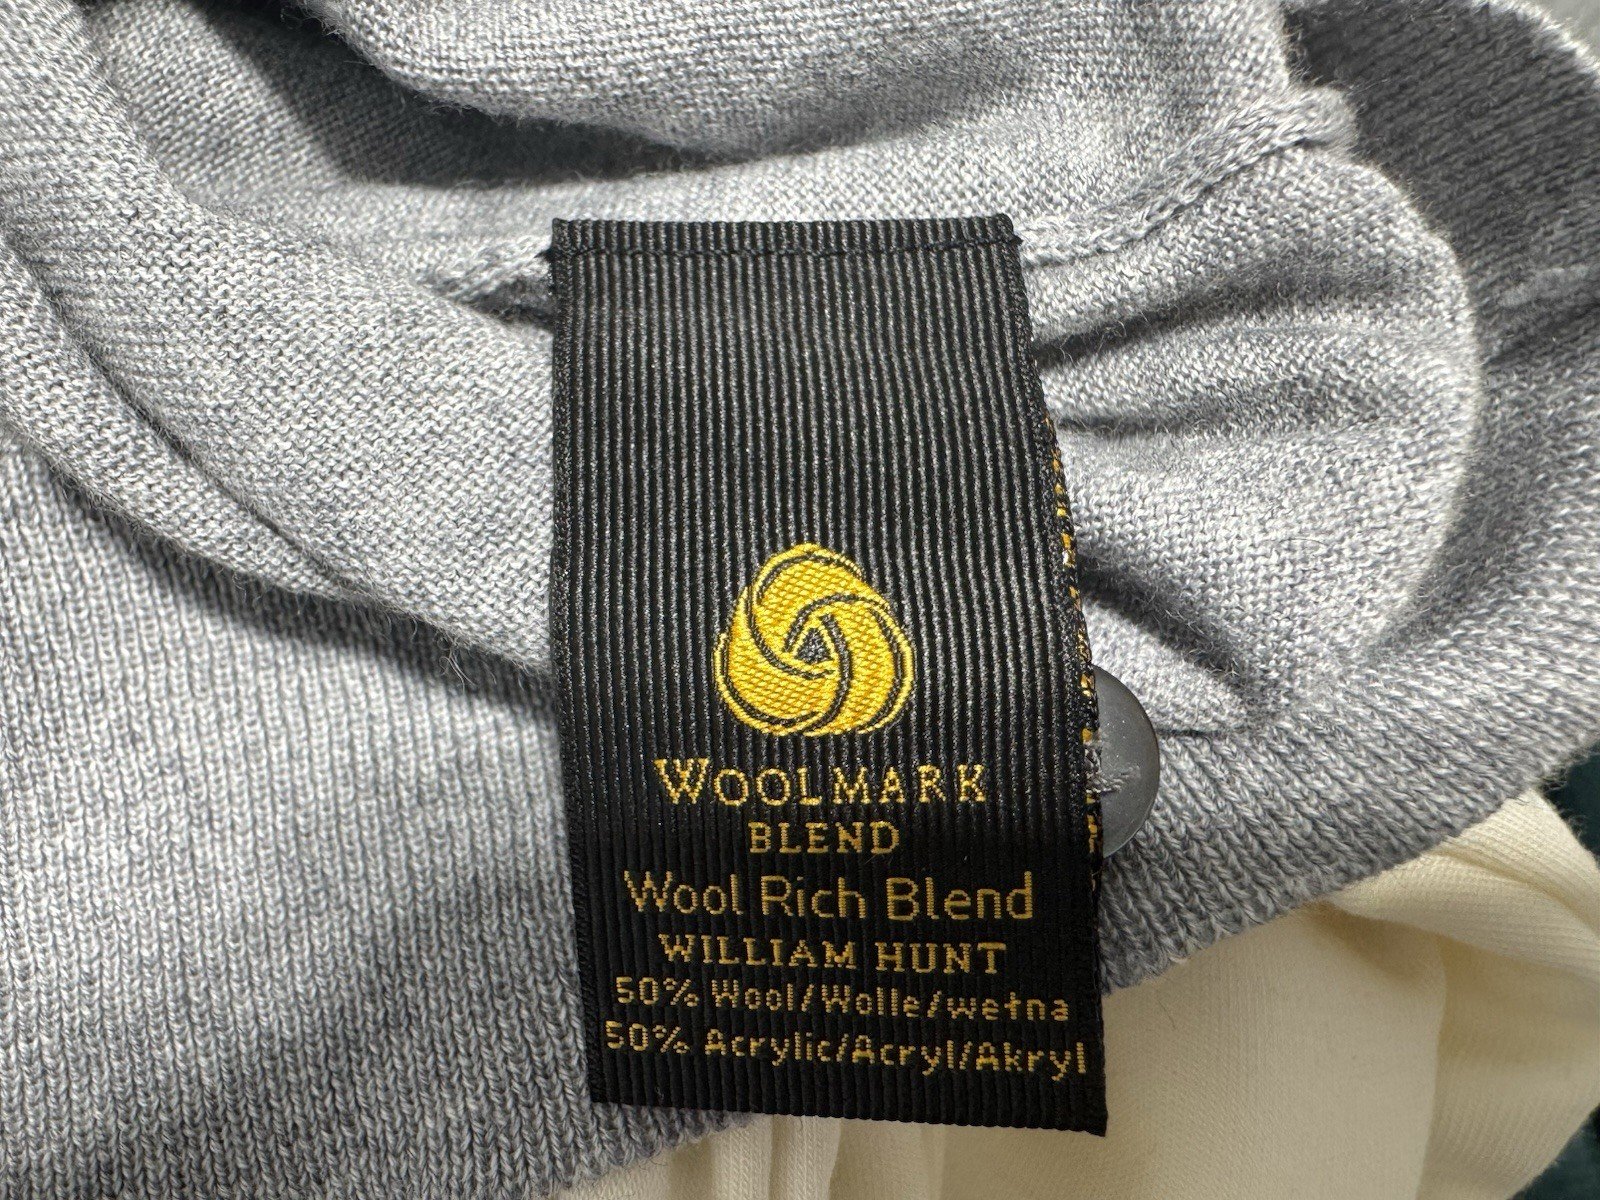 WOOLMARK
BLEND
Wool Rich Blend
WILLIAM HUNT
50% Wool/Wolle/wełna
50% Acrylic/Acryl/Akryl